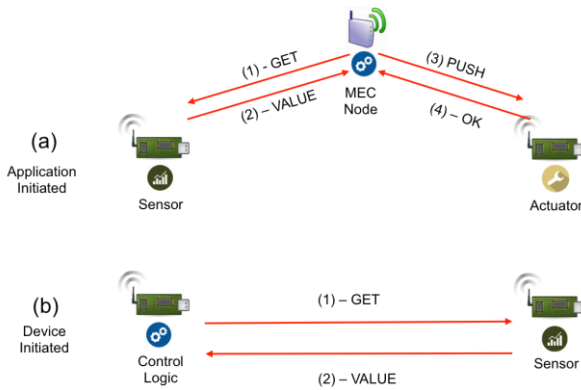 (1) - GET
(3) PUSH
(2) – VALUE
MEC
Node
(4) – OK
(a)
Application
Initiated
Sensor
Actuator
(b)
Device
Initiated
(1) – GET
Control
Logic
Sensor
(2) – VALUE